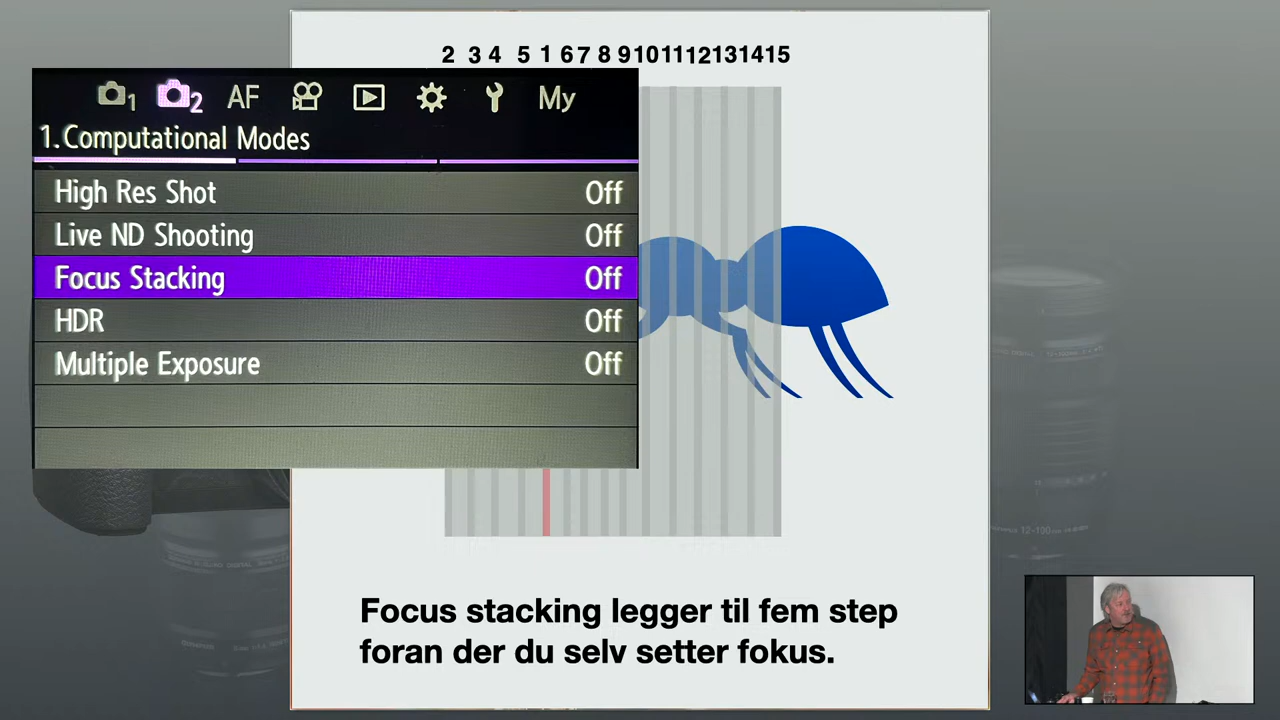 2 3 4 5 1 6 7 8 9 10 11 12 13 14 15
1 2 AF My
1.Computational Modes
High Res Shot Off
Live ND Shooting Off
Focus Stacking Off
HDR Off
Multiple Exposure Off
12-100
Focus stacking legger til fem step
foran der du selv setter fokus.